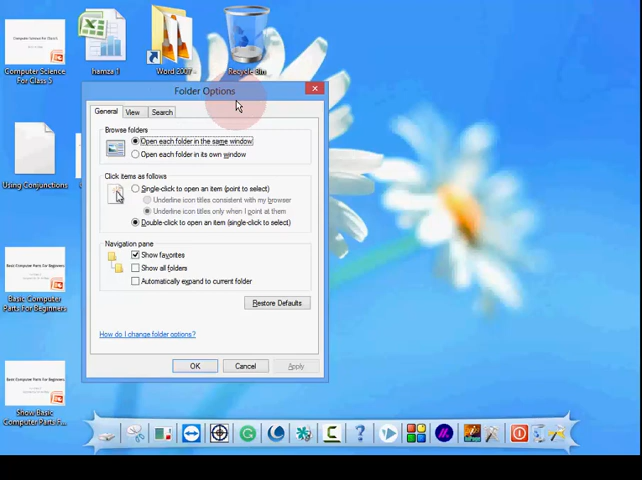 Computer Science
For Class 5
hamza 1
Word 2007
Recycle Bin
Folder Options
General
View
Search
Browse folders
Open each folder in the same window
Open each folder in its own window
Click items as follows
Single-click to open an item (point to select)
Underline icon titles consistent with my browser
Underline icon titles only when I point at them
Double-click to open an item (single-click to select)
Navigation pane
Show favorites
Show all folders
Automatically expand to current folder
Restore Defaults
How do I change folder options?
OK
Cancel
Apply
Using Conjunctions
Basic Computer
Parts For Beginners
Show Basic
Computer Parts F...